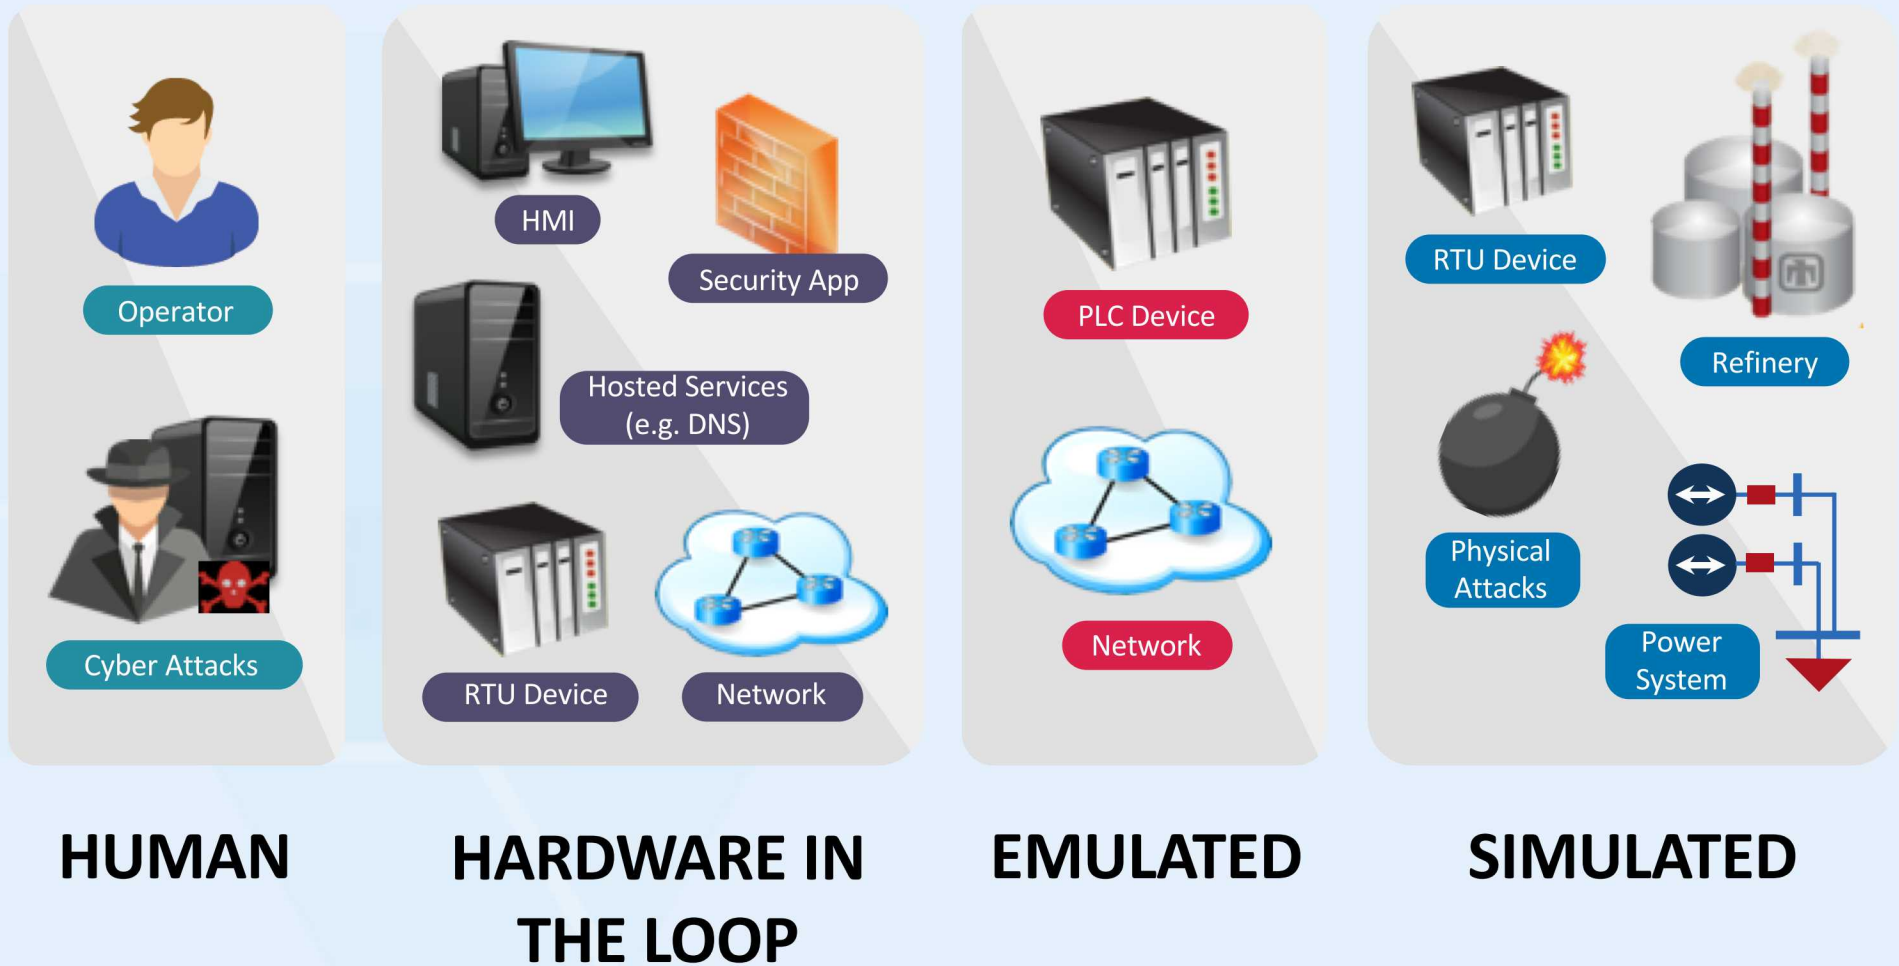 Operator
Cyber Attacks
HUMAN
HMI
Security App
Hosted Services
(e.g. DNS)
RTU Device
Network
HARDWARE IN
THE LOOP
PLC Device
Network
EMULATED
RTU Device
Refinery
Physical
Attacks
Power
System
SIMULATED